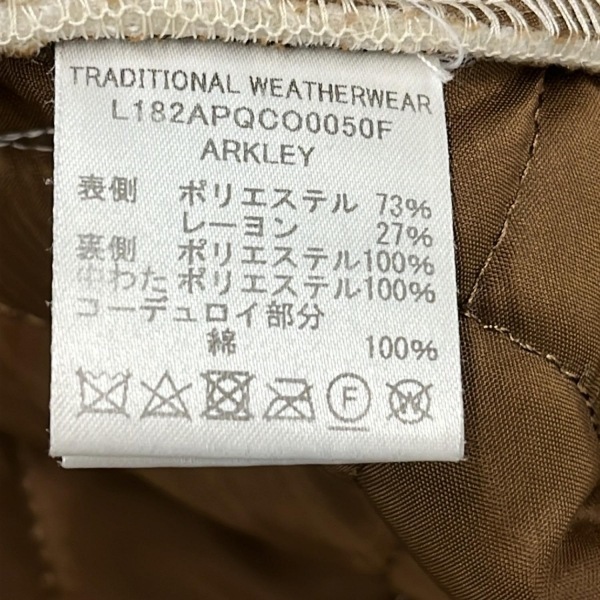 TRADITIONAL WEATHERWEAR
L182APQCO0050F
ARKLEY
表側 ポリエステル 73%
レーヨン 27%
裏側 ポリエステル100%
中わた ポリエステル100%
コーデュロイ部分
綿 100%
F
W